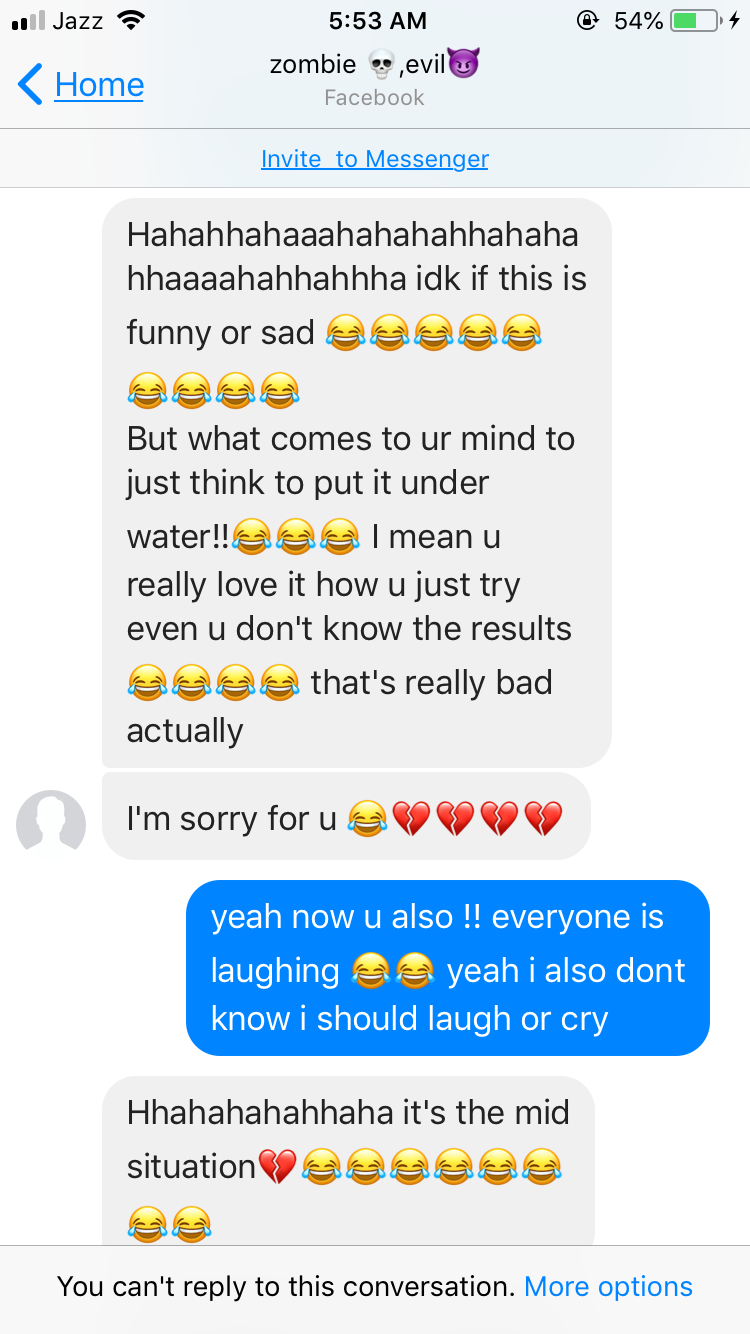 Jazz 5:53 AM 54%
Home
zombie 💀,evil😈
Facebook
Invite to Messenger
Hahahhahaaahahahahhahaha
hhaaaahahhahhha idk if this is
funny or sad 😂😂😂😂😂
😂😂😂😂
But what comes to ur mind to
just think to put it under
water!!😂😂😂 I mean u
really love it how u just try
even u don't know the results
😂😂😂😂 that's really bad
actually
I'm sorry for u 😂💔💔💔💔
yeah now u also !! everyone is
laughing 😂😂 yeah i also dont
know i should laugh or cry
Hhahahahahhaha it's the mid
situation💔😂😂😂😂😂😂
😂😂
You can't reply to this conversation. More options